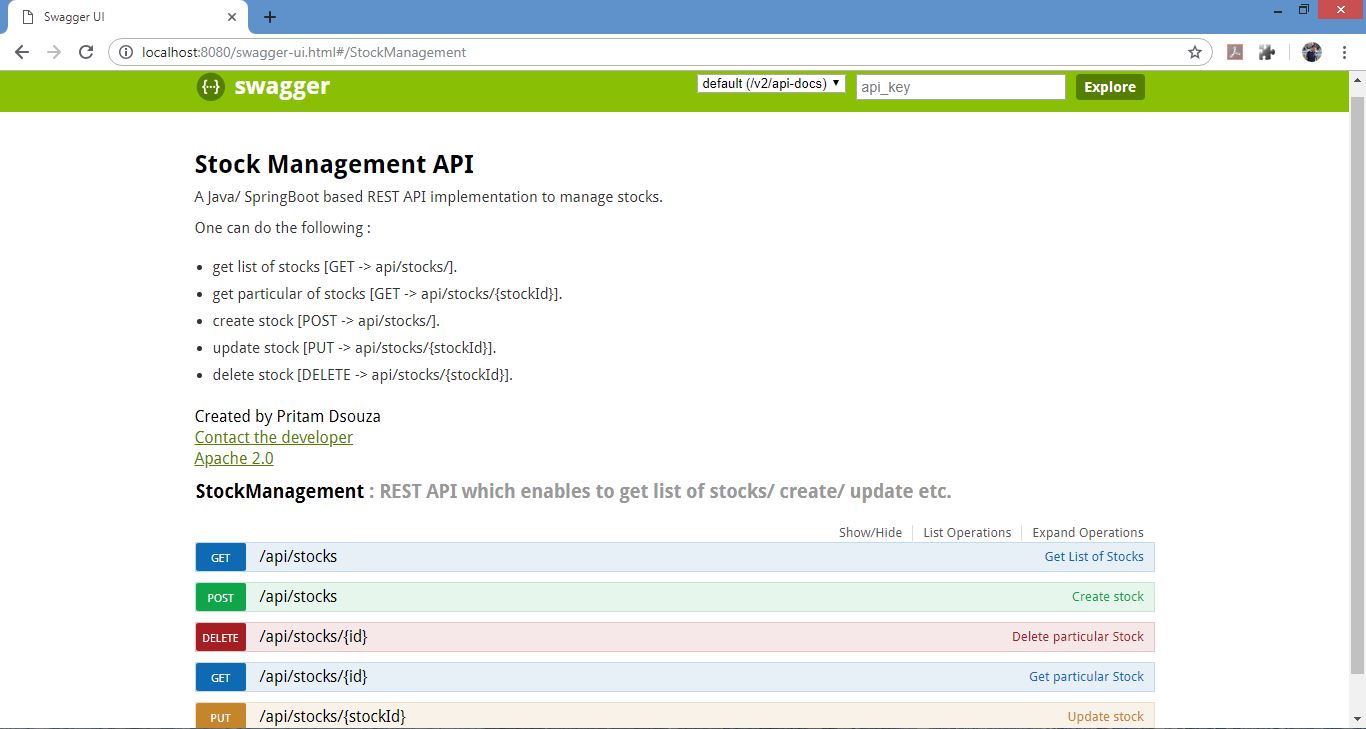 Swagger UI
localhost:8080/swagger-ui.html#/StockManagement
{··} swagger default (/v2/api-docs) api_key Explore
Stock Management API
A Java/ SpringBoot based REST API implementation to manage stocks.
One can do the following :
get list of stocks [GET -> api/stocks/].
get particular of stocks [GET -> api/stocks/{stockId}].
create stock [POST -> api/stocks/].
update stock [PUT -> api/stocks/{stockId}].
delete stock [DELETE -> api/stocks/{stockId}].
Created by Pritam Dsouza
Contact the developer
Apache 2.0
StockManagement : REST API which enables to get list of stocks/ create/ update etc.
Show/Hide List Operations Expand Operations
GET /api/stocks Get List of Stocks
POST /api/stocks Create stock
DELETE /api/stocks/{id} Delete particular Stock
GET /api/stocks/{id} Get particular Stock
PUT /api/stocks/{stockId} Update stock